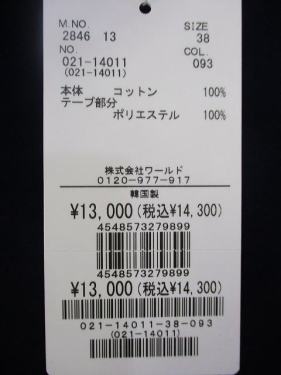 M.NO. SIZE
2846 13 38
NO. COL.
021-14011 093
(021-14011)
本体 コットン 100%
テープ部分
ポリエステル 100%
株式会社ワールド
0120-977-917
韓国製
¥13,000(税込¥14,300)
4548573279899
4548573279899
¥13,000(税込¥14,300)
021-14011-38-093
(021-14011)